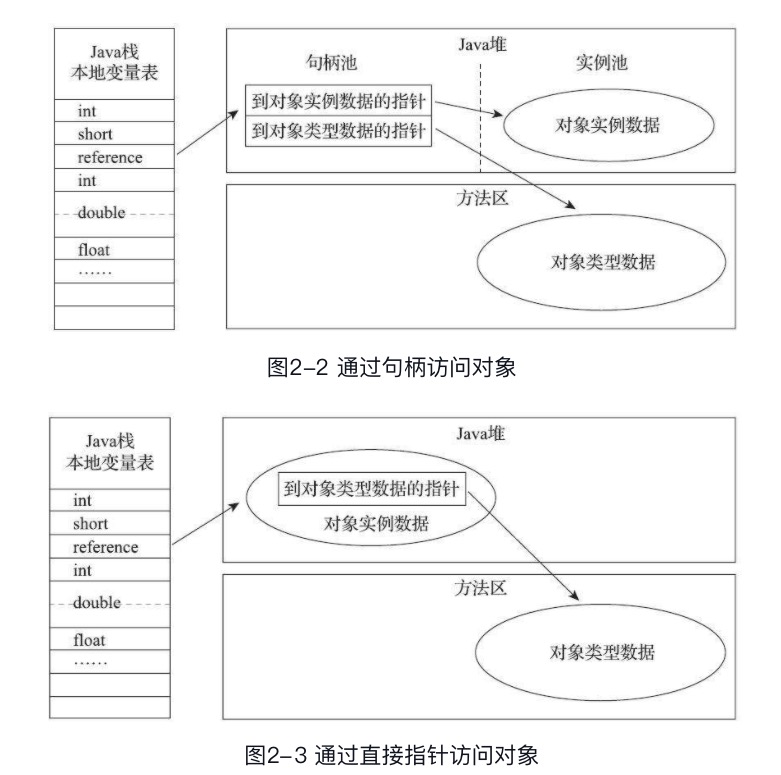 Java栈
本地变量表
int
short
reference
int
double
float
……
Java堆
句柄池
实例池
到对象实例数据的指针
到对象类型数据的指针
对象实例数据
方法区
对象类型数据
图2-2 通过句柄访问对象
Java栈
本地变量表
int
short
reference
int
double
float
……
Java堆
到对象类型数据的指针
对象实例数据
方法区
对象类型数据
图2-3 通过直接指针访问对象